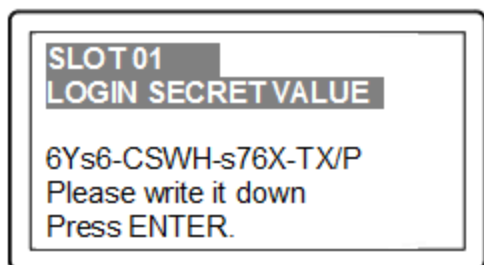 SLOT 01
LOGIN SECRET VALUE
6Ys6-CSWH-s76X-TX/P
Please write it down
Press ENTER.